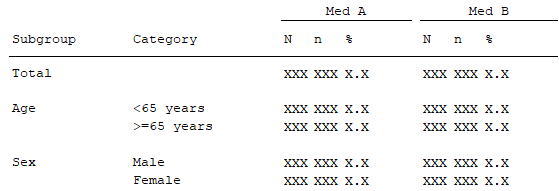 Med A Med B
Subgroup Category N n % N n %
Total XXX XXX X.X XXX XXX X.X
Age <65 years XXX XXX X.X XXX XXX X.X
>=65 years XXX XXX X.X XXX XXX X.X
Sex Male XXX XXX X.X XXX XXX X.X
Female XXX XXX X.X XXX XXX X.X